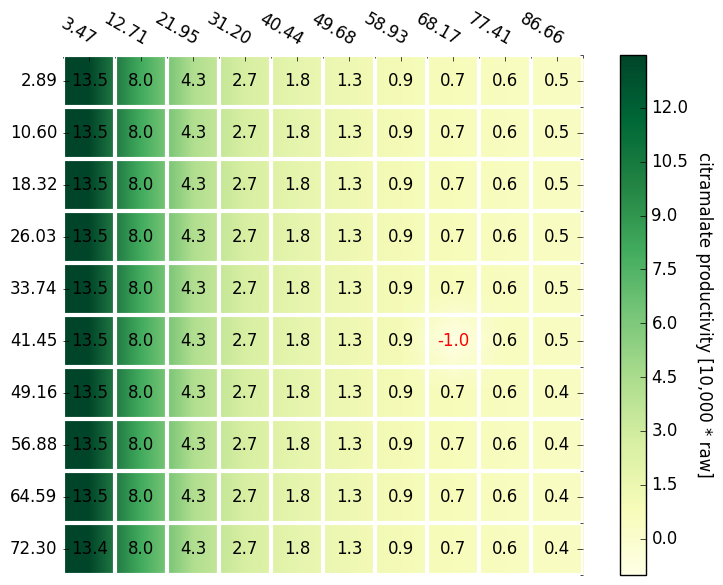 3.47 12.71 21.95 31.20 40.44 49.68 58.93 68.17 77.41 86.66
2.89 13.5 8.0 4.3 2.7 1.8 1.3 0.9 0.7 0.6 0.5
10.60 13.5 8.0 4.3 2.7 1.8 1.3 0.9 0.7 0.6 0.5
18.32 13.5 8.0 4.3 2.7 1.8 1.3 0.9 0.7 0.6 0.5
26.03 13.5 8.0 4.3 2.7 1.8 1.3 0.9 0.7 0.6 0.5
33.74 13.5 8.0 4.3 2.7 1.8 1.3 0.9 0.7 0.6 0.5
41.45 13.5 8.0 4.3 2.7 1.8 1.3 0.9 -1.0 0.6 0.5
49.16 13.5 8.0 4.3 2.7 1.8 1.3 0.9 0.7 0.6 0.4
56.88 13.5 8.0 4.3 2.7 1.8 1.3 0.9 0.7 0.6 0.4
64.59 13.5 8.0 4.3 2.7 1.8 1.3 0.9 0.7 0.6 0.4
72.30 13.4 8.0 4.3 2.7 1.8 1.3 0.9 0.7 0.6 0.4
12.0
10.5
9.0
7.5
6.0
4.5
3.0
1.5
0.0
citramalate productivity [10,000 * raw]